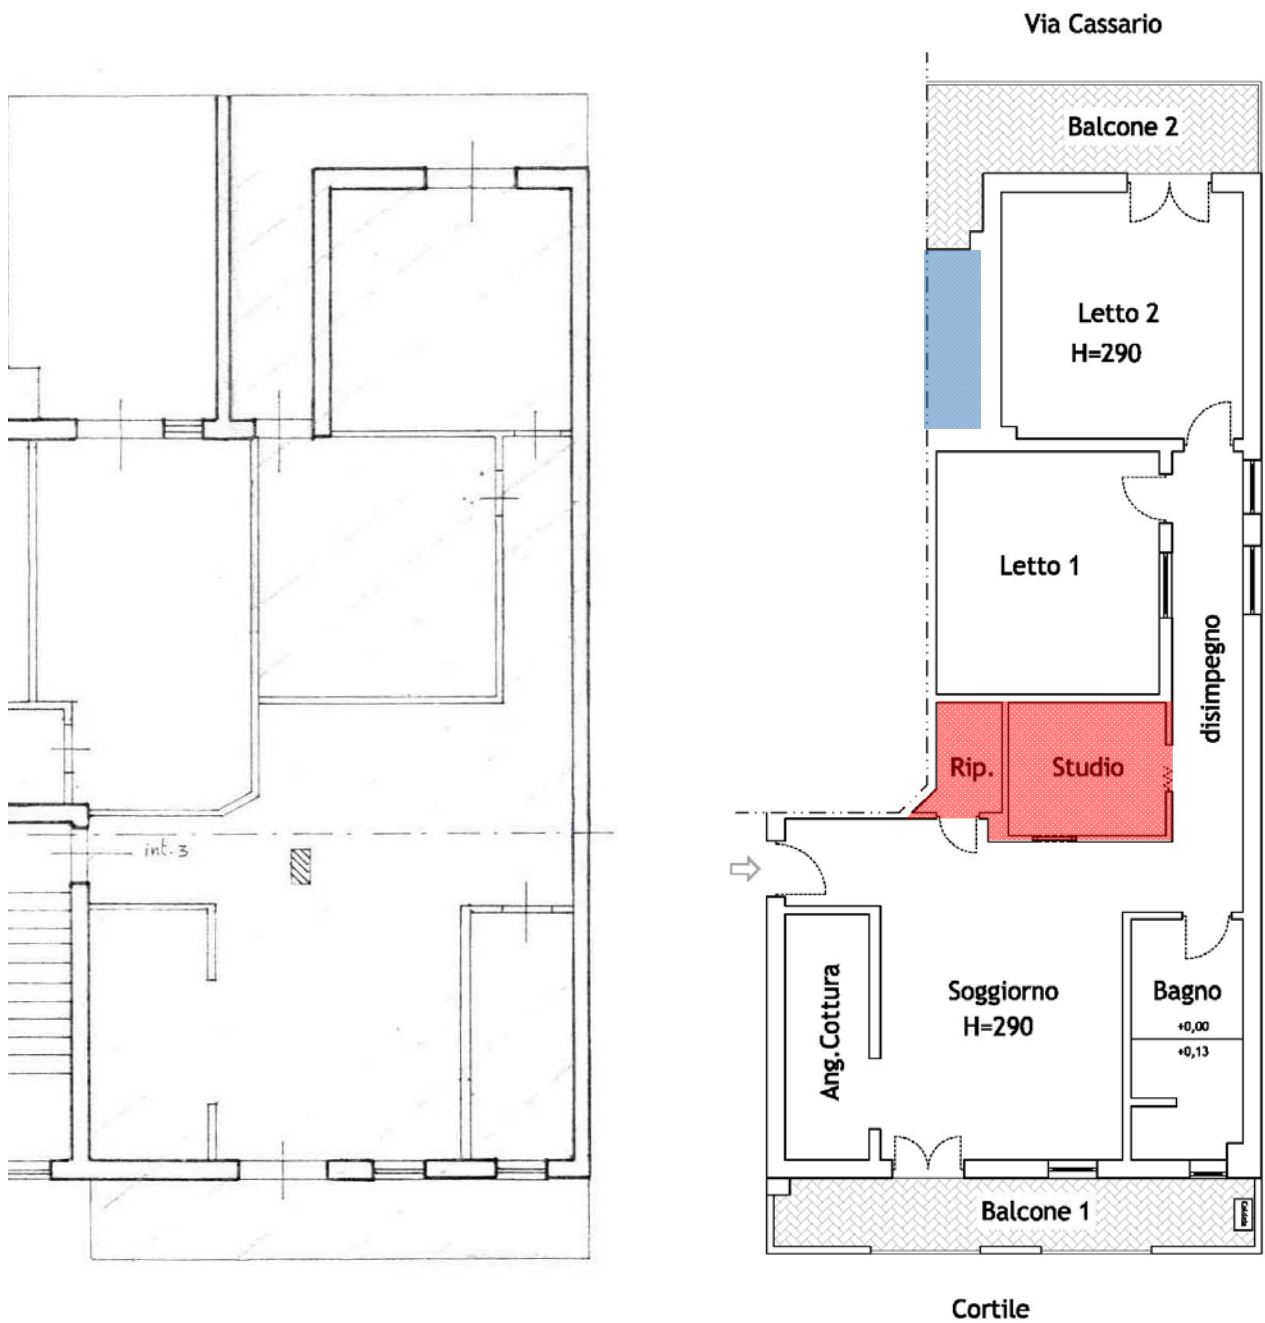 Via Cassario
Balcone 2
Letto 2
H=290
Letto 1
disimpegno
Rip.
Studio
int. 3
Ang.Cottura
Soggiorno
H=290
Bagno
+0,00
+0,13
Balcone 1
Cortile